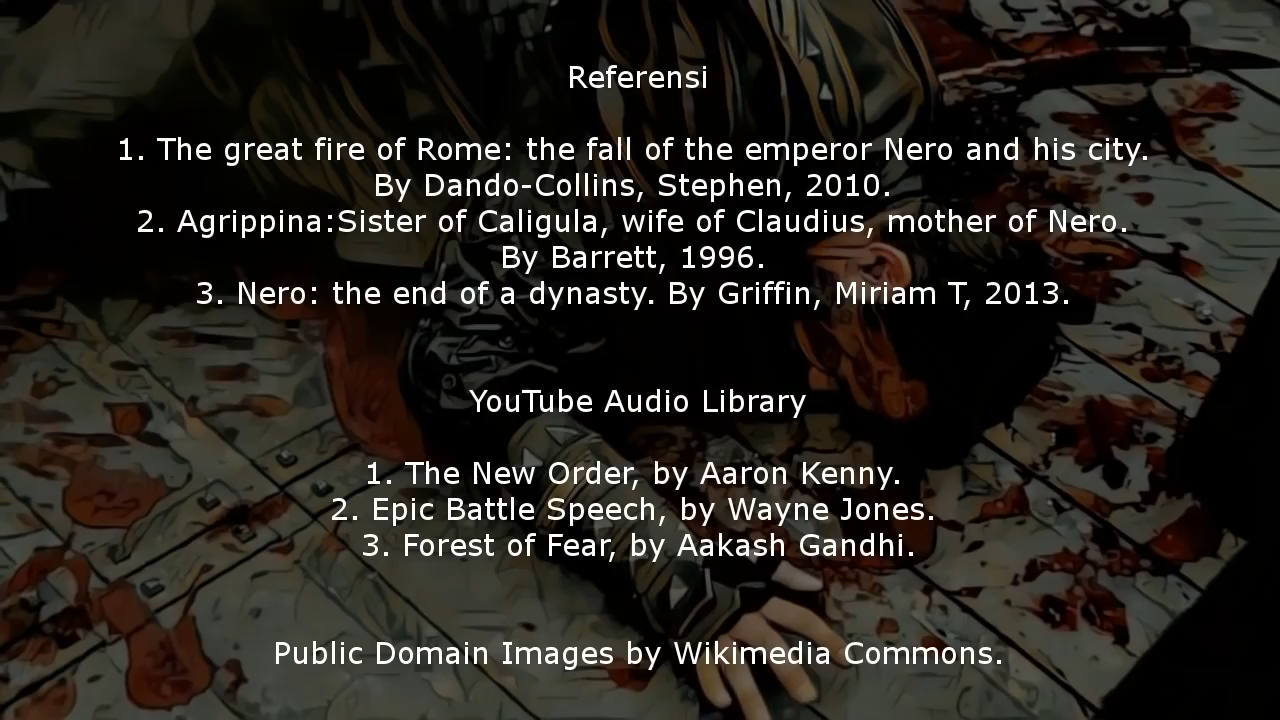 Referensi
1. The great fire of Rome: the fall of the emperor Nero and his city.
By Dando-Collins, Stephen, 2010.
2. Agrippina:Sister of Caligula, wife of Claudius, mother of Nero.
By Barrett, 1996.
3. Nero: the end of a dynasty. By Griffin, Miriam T, 2013.
YouTube Audio Library
1. The New Order, by Aaron Kenny.
2. Epic Battle Speech, by Wayne Jones.
3. Forest of Fear, by Aakash Gandhi.
Public Domain Images by Wikimedia Commons.